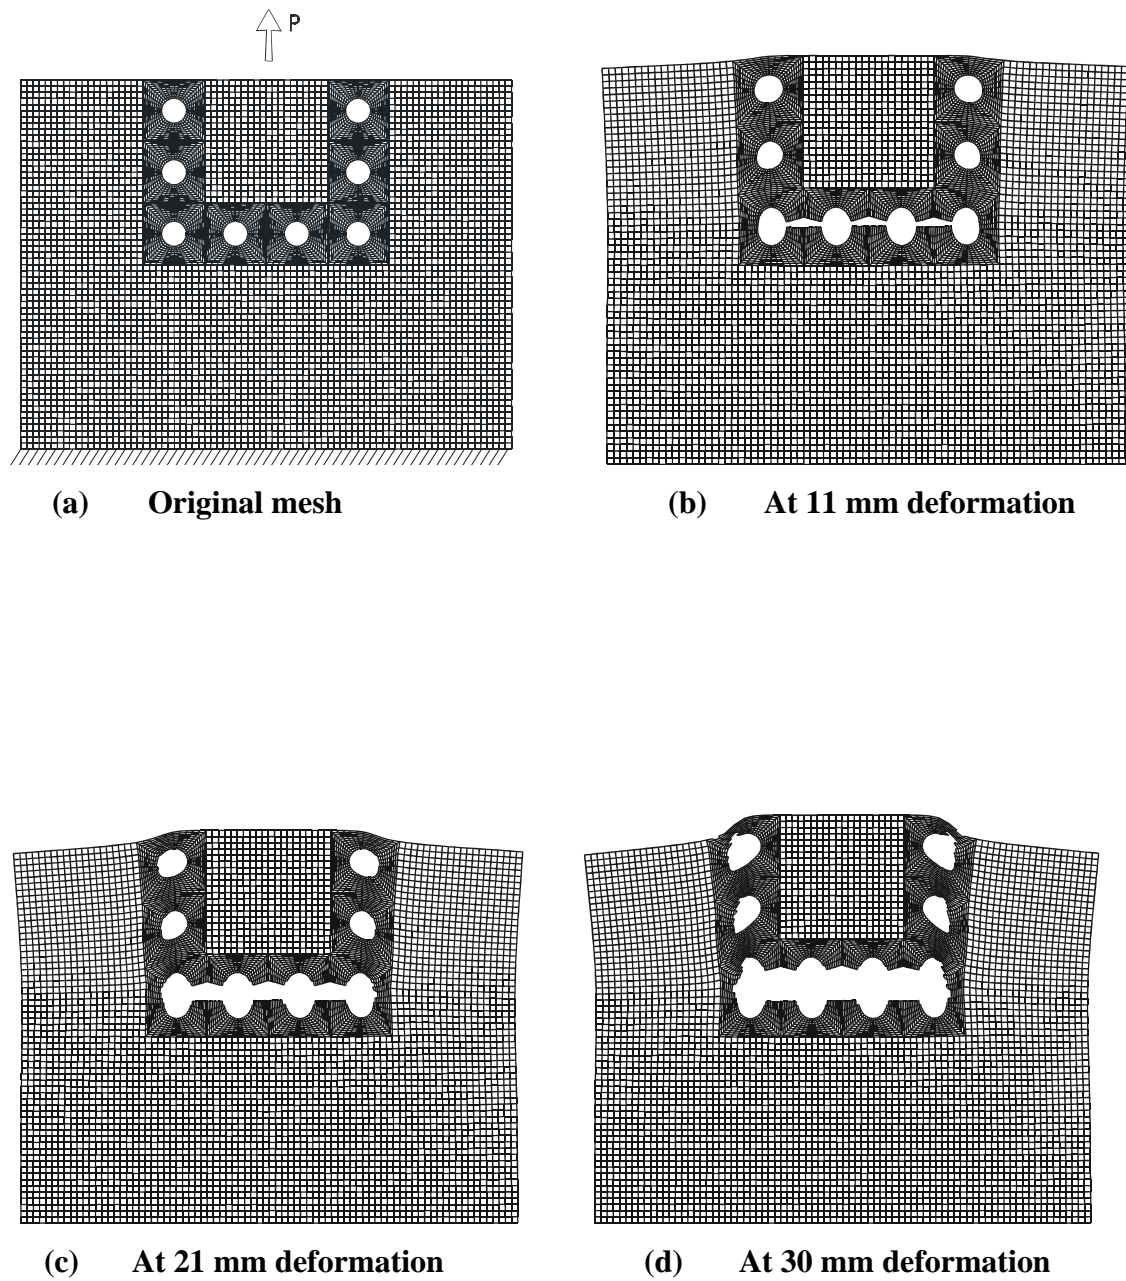 P
(a) Original mesh
(b) At 11 mm deformation
(c) At 21 mm deformation
(d) At 30 mm deformation